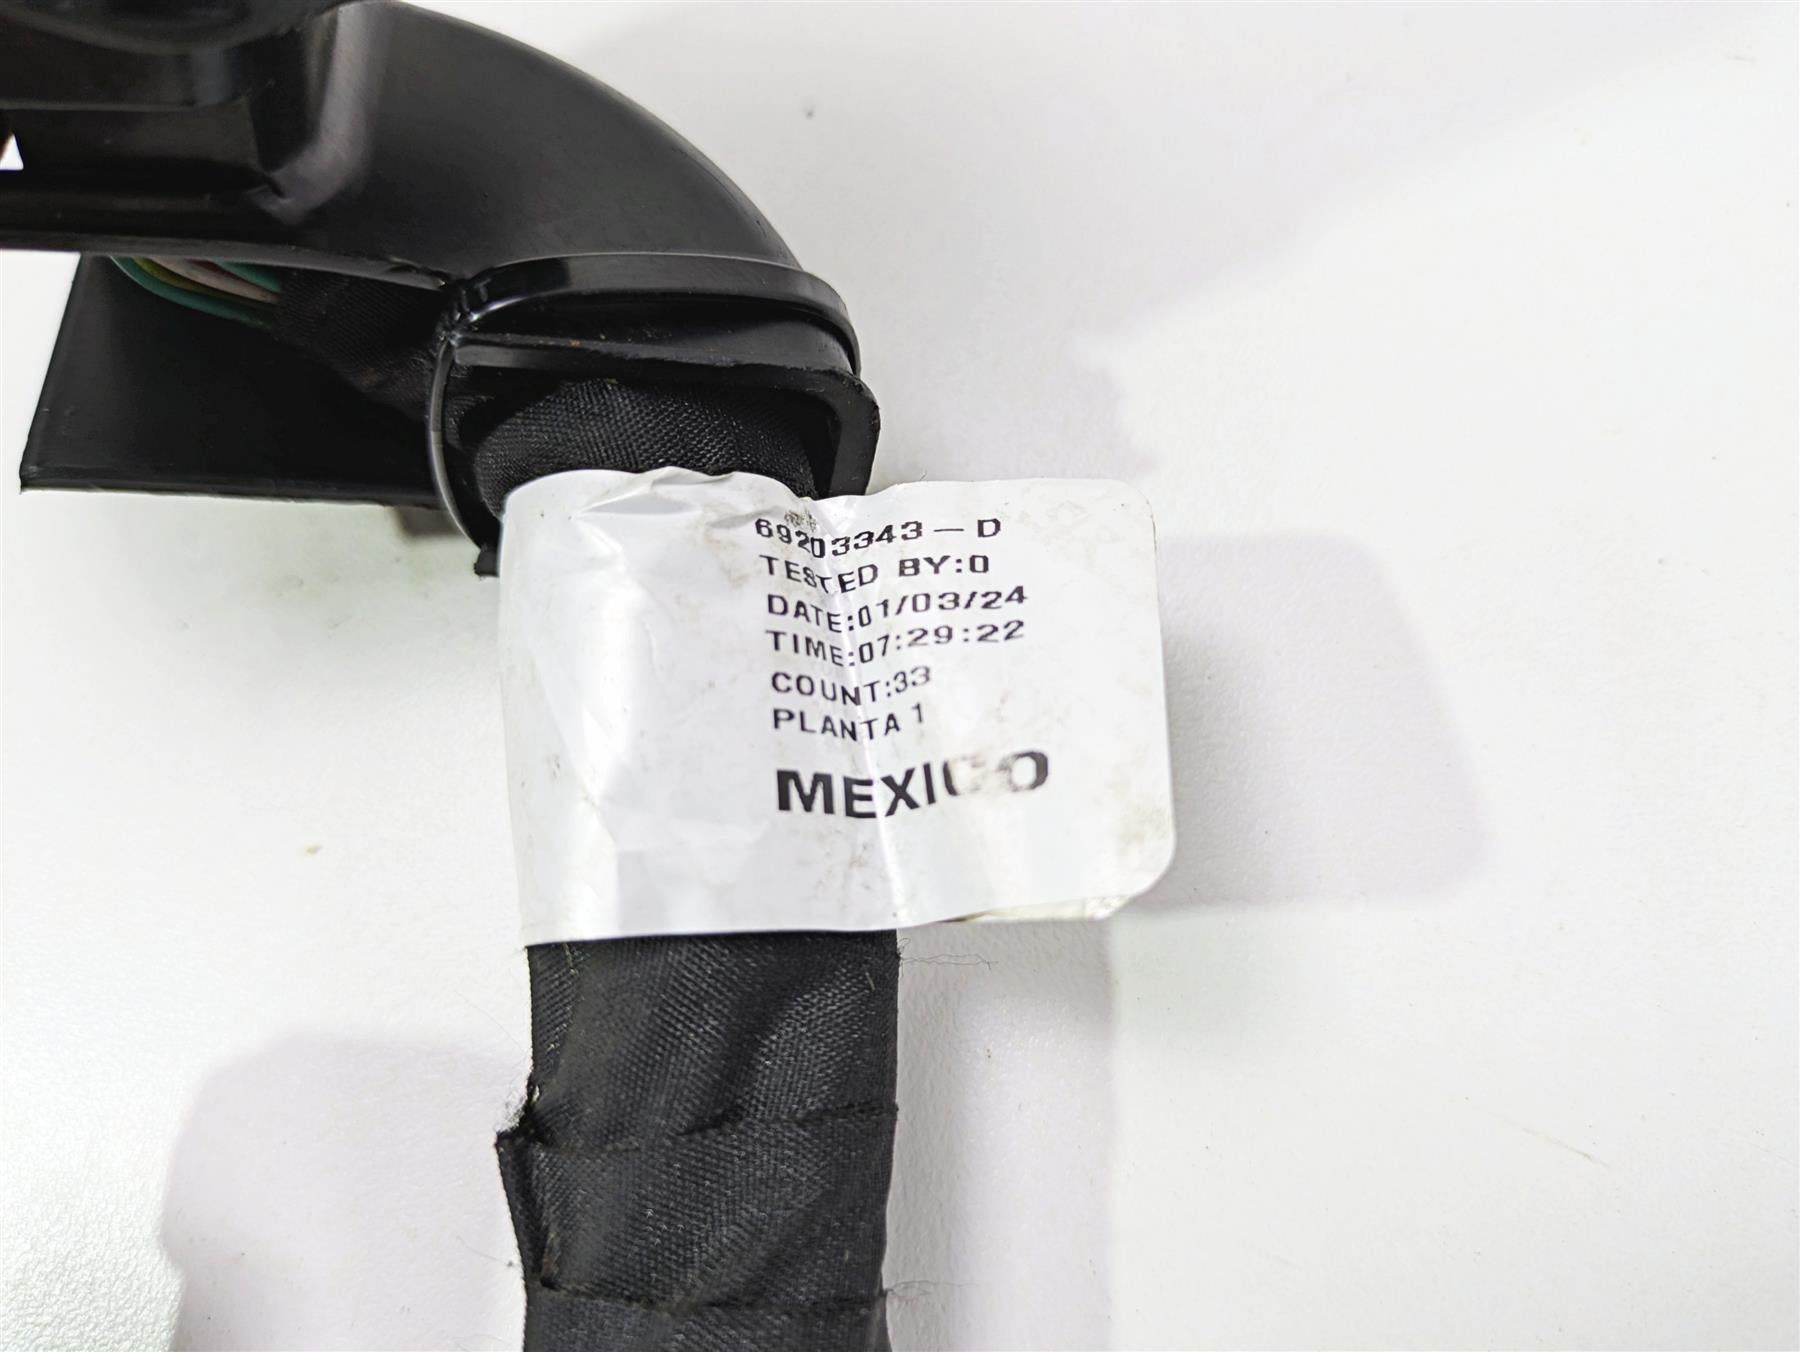 69203343-D
TESTED BY:0
DATE:01/03/24
TIME:07:29:22
COUNT:33
PLANTA 1
MEXICO